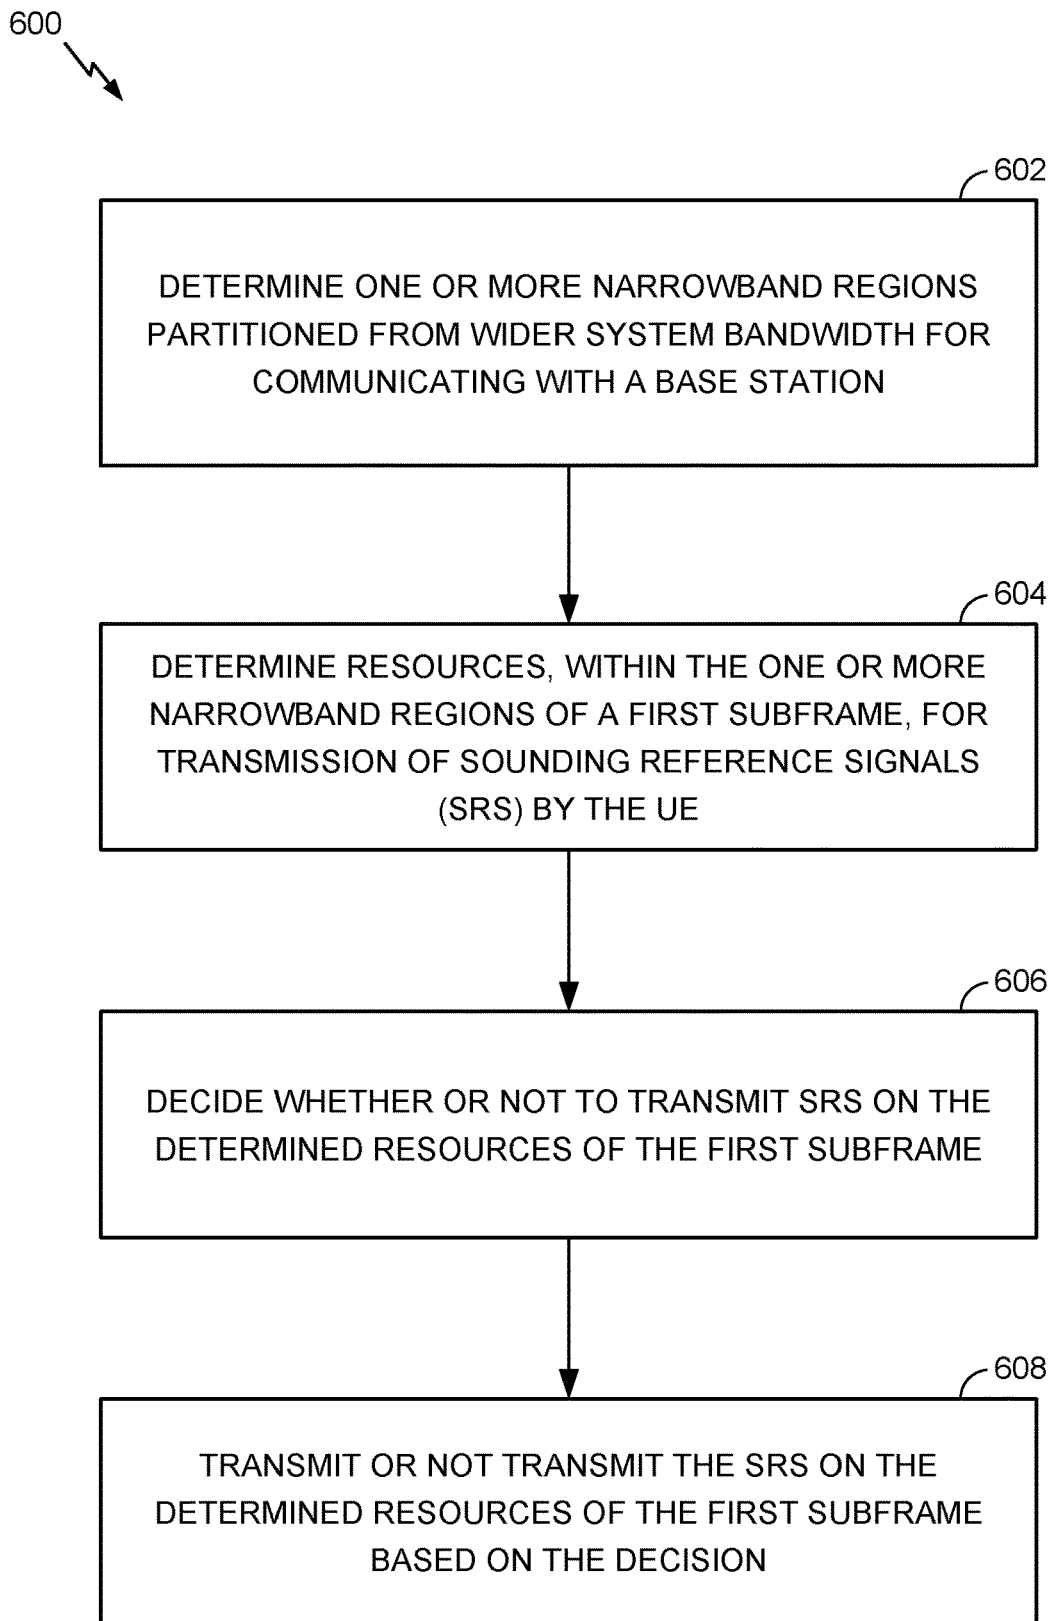 600
602
DETERMINE ONE OR MORE NARROWBAND REGIONS
PARTITIONED FROM WIDER SYSTEM BANDWIDTH FOR
COMMUNICATING WITH A BASE STATION
604
DETERMINE RESOURCES, WITHIN THE ONE OR MORE
NARROWBAND REGIONS OF A FIRST SUBFRAME, FOR
TRANSMISSION OF SOUNDING REFERENCE SIGNALS
(SRS) BY THE UE
606
DECIDE WHETHER OR NOT TO TRANSMIT SRS ON THE
DETERMINED RESOURCES OF THE FIRST SUBFRAME
608
TRANSMIT OR NOT TRANSMIT THE SRS ON THE
DETERMINED RESOURCES OF THE FIRST SUBFRAME
BASED ON THE DECISION